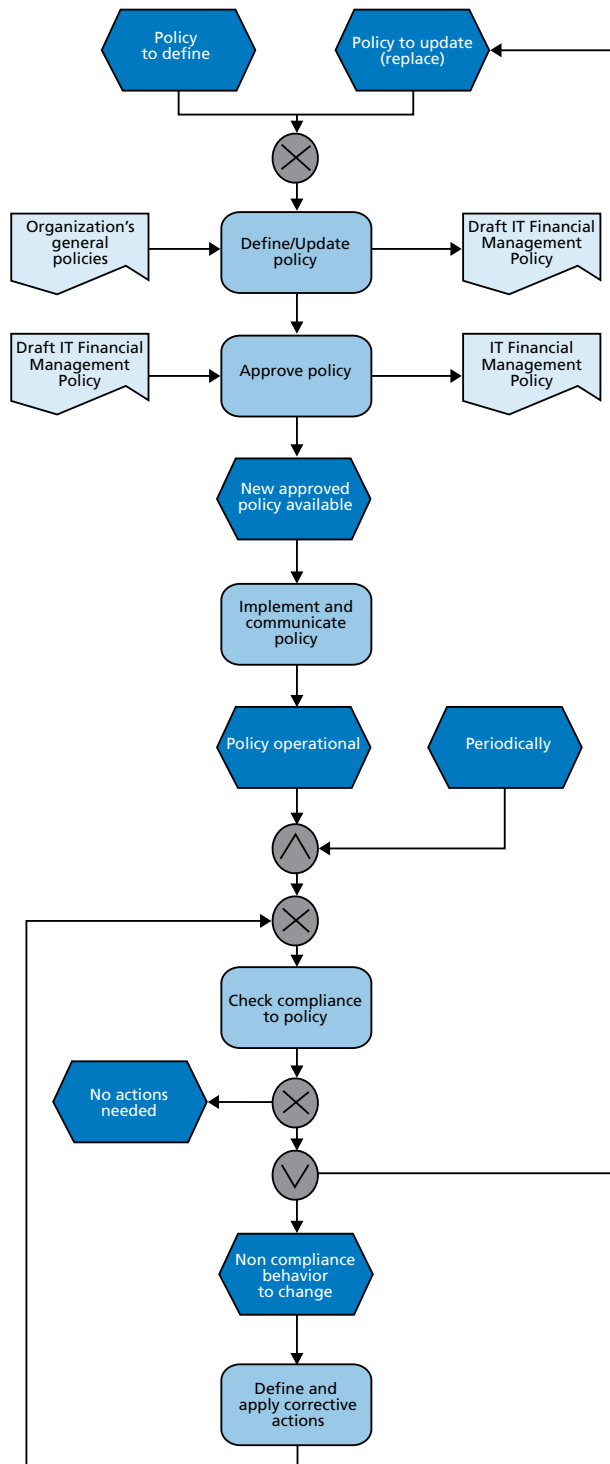 Policy
to define
Policy to update
(replace)
Organization's
general
policies
Define/Update
policy
Draft IT Financial
Management
Policy
Draft IT Financial
Management
Policy
Approve policy
IT Financial
Management
Policy
New approved
policy available
Implement and
communicate
policy
Policy operational
Periodically
Check compliance
to policy
No actions
needed
Non compliance
behavior
to change
Define and
apply corrective
actions